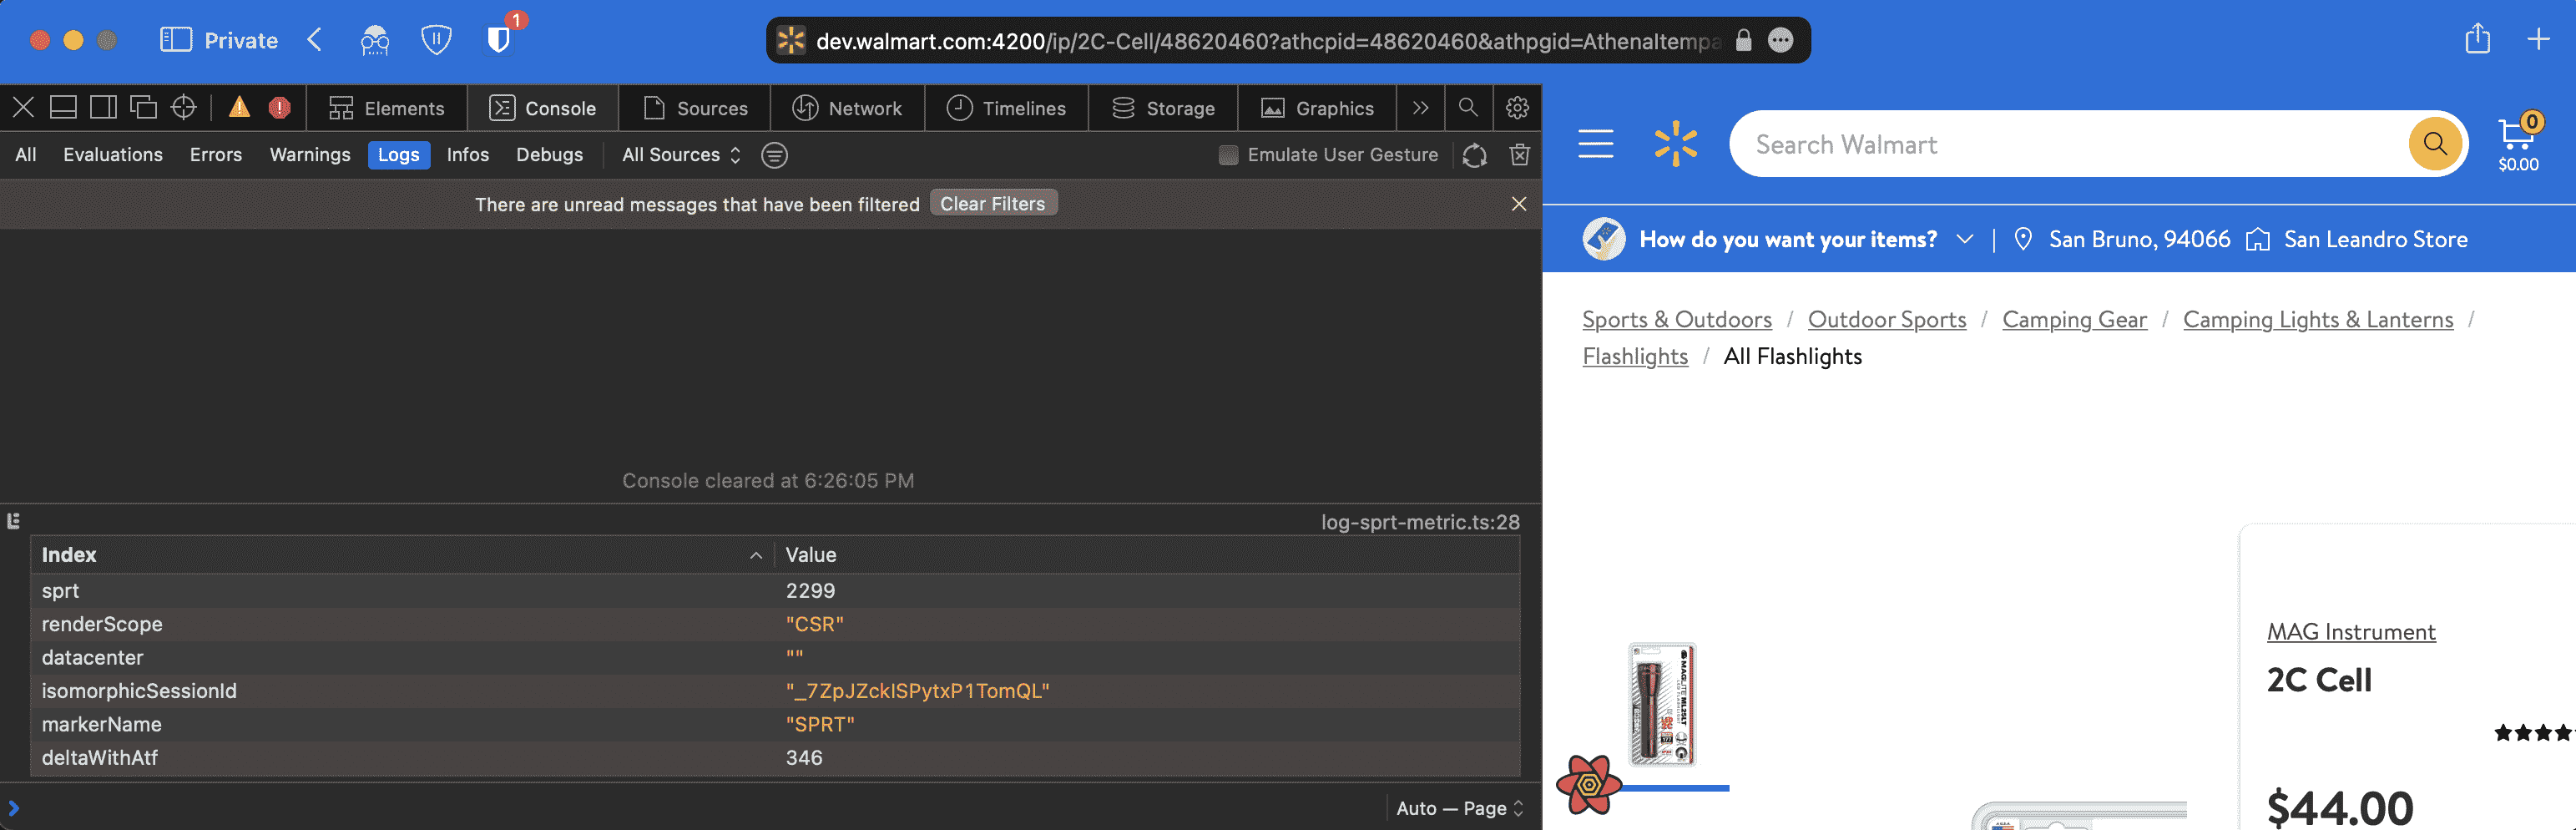 Private
1
dev.walmart.com:4200/ip/2C-Cell/48620460?athcpid=48620460&athpgid=AthenaItempa
Elements
Console
Sources
Network
Timelines
Storage
Graphics
All
Evaluations
Errors
Warnings
Logs
Infos
Debugs
All Sources
Emulate User Gesture
There are unread messages that have been filtered
Clear Filters
Console cleared at 6:26:05 PM
log-sprt-metric.ts:28
Index Value
sprt 2299
renderScope "CSR"
datacenter ""
isomorphicSessionId "_7ZpJZckISPytxP1TomQL"
markerName "SPRT"
deltaWithAtf 346
Auto — Page
Search Walmart
0
$0.00
How do you want your items?
San Bruno, 94066
San Leandro Store
Sports & Outdoors / Outdoor Sports / Camping Gear / Camping Lights & Lanterns /
Flashlights / All Flashlights
MAGLITE ML25LT
MAG Instrument
2C Cell
$44.00